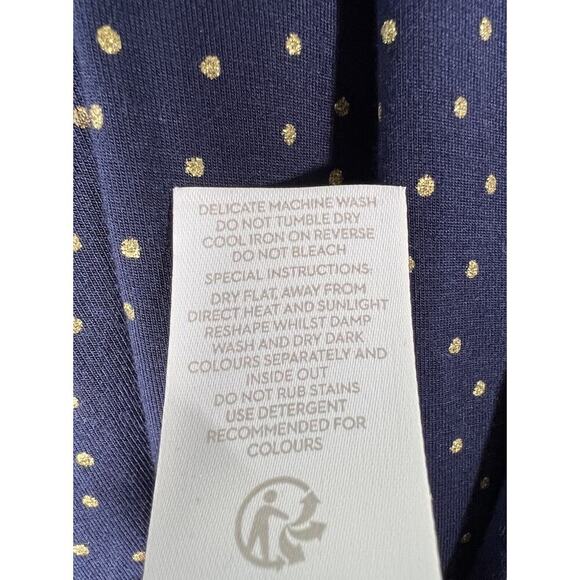 DELICATE MACHINE WASH
DO NOT TUMBLE DRY
COOL IRON ON REVERSE
DO NOT BLEACH
SPECIAL INSTRUCTIONS:
DRY FLAT, AWAY FROM
DIRECT HEAT AND SUNLIGHT
RESHAPE WHILST DAMP
WASH AND DRY DARK
COLOURS SEPARATELY AND
INSIDE OUT
DO NOT RUB STAINS
USE DETERGENT
RECOMMENDED FOR
COLOURS